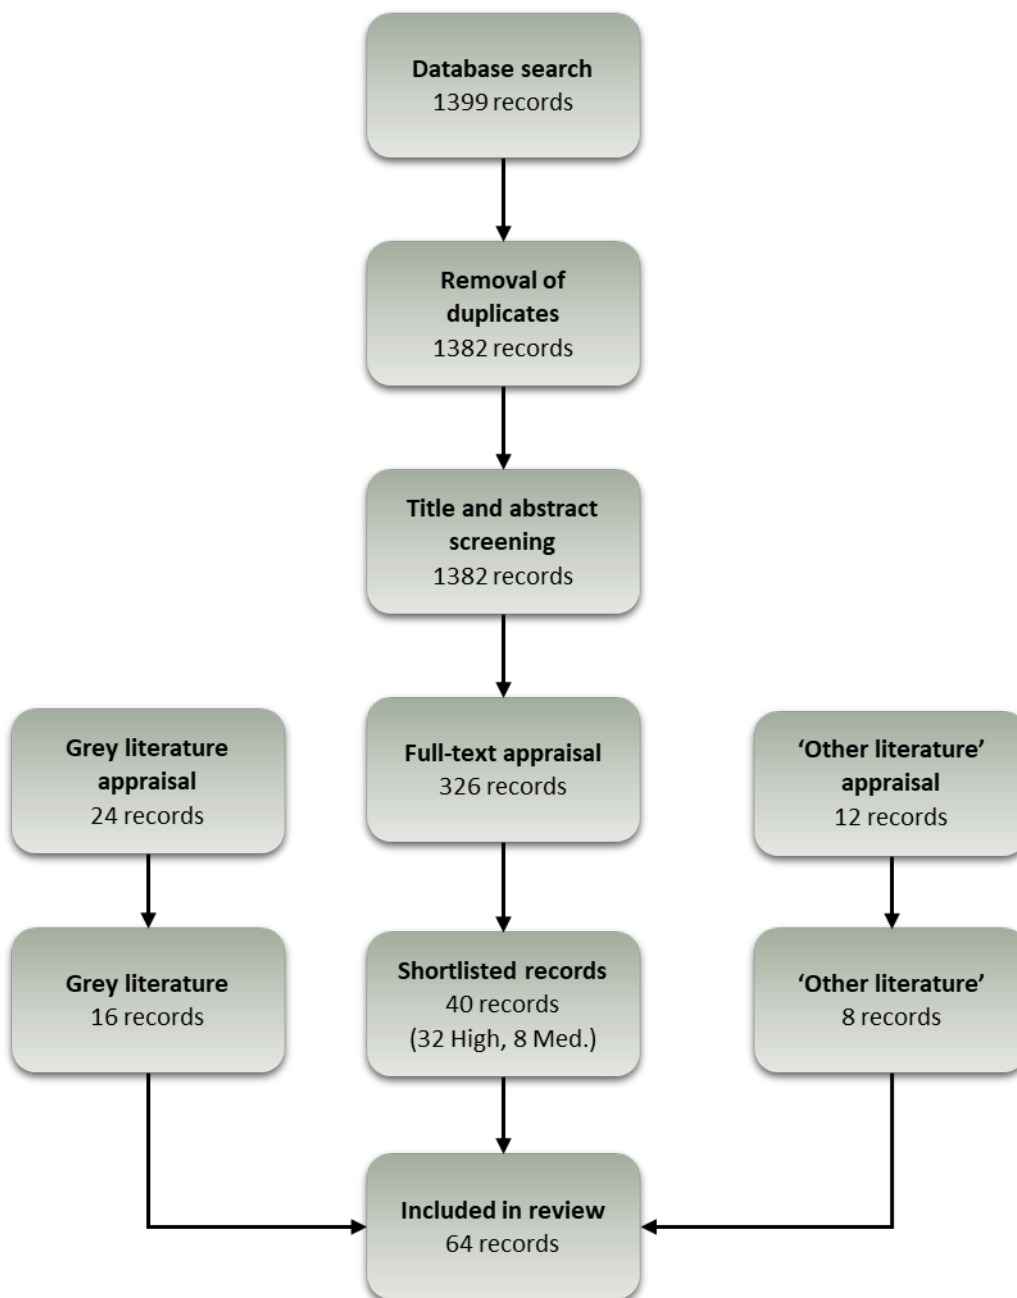 Database search
1399 records
Removal of
duplicates
1382 records
Title and abstract
screening
1382 records
Full-text appraisal
326 records
Grey literature
appraisal
24 records
‘Other literature’
appraisal
12 records
Grey literature
16 records
Shortlisted records
40 records
(32 High, 8 Med.)
‘Other literature’
8 records
Included in review
64 records